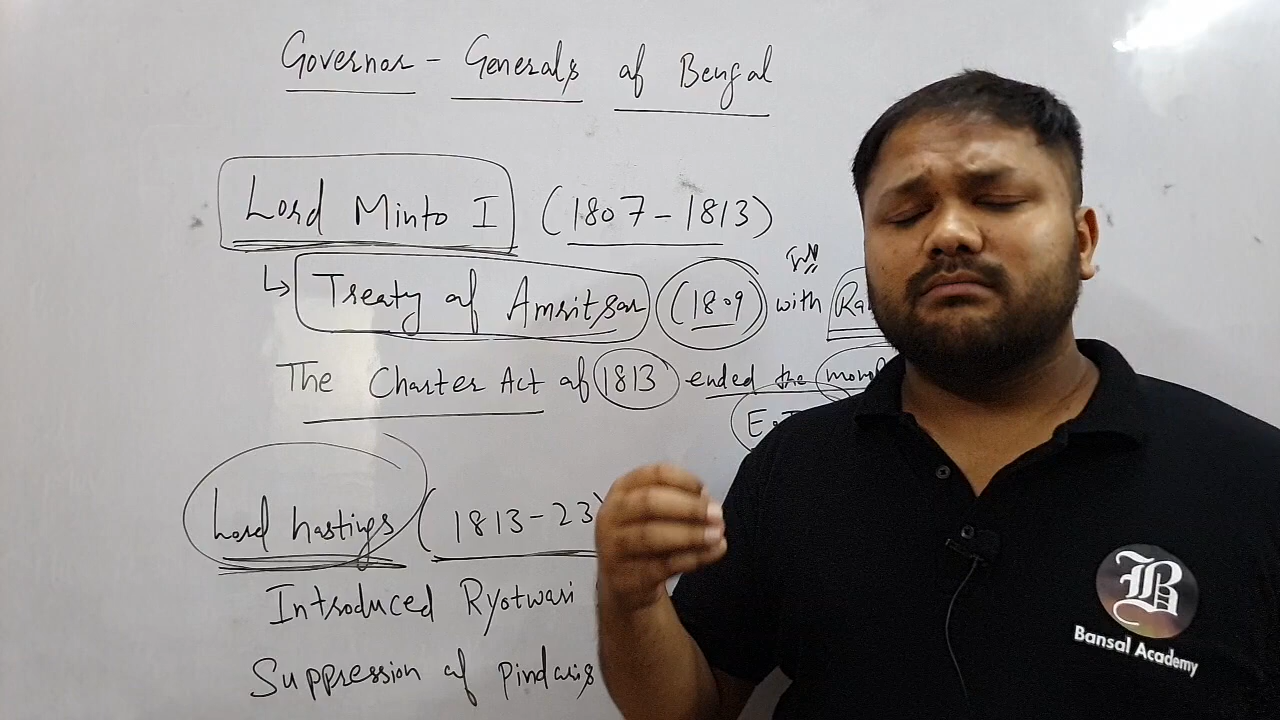 Governor - Generals of Bengal
Lord Minto I (1807 - 1813)
↳ Treaty of Amritsar (1809) with
The Charter Act of 1813 ended the
Lord hastings (1813 - 23)
Introduced Ryotwari
Suppression of pindaris
B
Bansal Academy